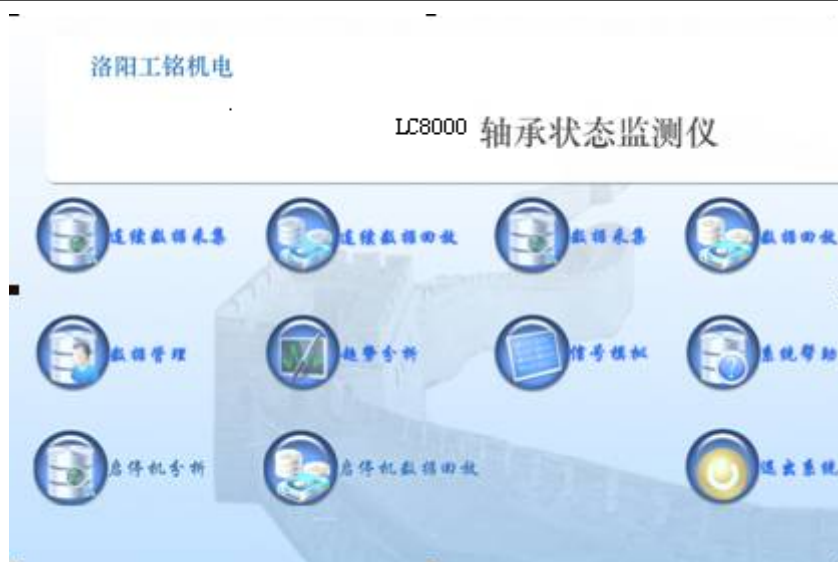 洛阳工铭机电
LC8000 轴承状态监测仪
连续数据采集 连续数据回放 数据采集 数据回放
数据管理 趋势分析 信号模拟 系统帮助
启停机分析 启停机数据回放 退出系统